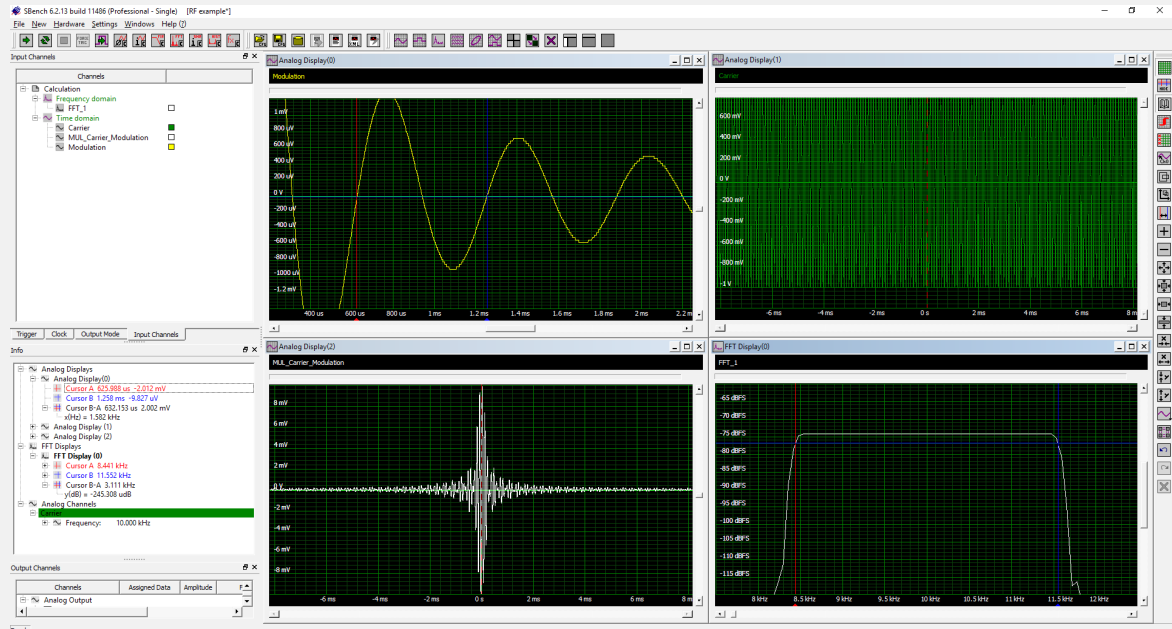 SBench 6.2.13 build 11486 (Professional - Single) [RF example*]
File New Hardware Settings Windows Help (?)
Input Channels
Channels
Calculation
Frequency domain
FFT_1
Time domain
Carrier
MUL_Carrier_Modulation
Modulation
Trigger Clock Output Mode Input Channels
Info
Analog Displays
Analog Display(0)
Cursor A 625.988 us -2.012 mV
Cursor B 1.258 ms -9.827 uV
Cursor B-A 632.153 us 2.002 mV
x(Hz) = 1.582 kHz
Analog Display (1)
Analog Display (2)
FFT Displays
FFT Display (0)
Cursor A 8.441 kHz
Cursor B 11.552 kHz
Cursor B-A 3.111 kHz
y(dB) = -245.308 udB
Analog Channels
Carrier
Frequency: 10.000 kHz
Output Channels
Channels Assigned Data Amplitude F
Analog Output
Analog Display(0)
Modulation
1 mV
800 uV
600 uV
400 uV
200 uV
0 V
-200 uV
-400 uV
-600 uV
-800 uV
-1000 uV
-1.2 mV
400 us 600 us 800 us 1 ms 1.2 ms 1.4 ms 1.6 ms 1.8 ms 2 ms 2.2 m
Analog Display(1)
Carrier
600 mV
400 mV
200 mV
0 V
-200 mV
-400 mV
-600 mV
-800 mV
-1 V
-6 ms -4 ms -2 ms 0 s 2 ms 4 ms 6 ms 8 m
Analog Display(2)
MUL_Carrier_Modulation
8 mV
6 mV
4 mV
2 mV
0 V
-2 mV
-4 mV
-6 mV
-8 mV
-6 ms -4 ms -2 ms 0 s 2 ms 4 ms 6 ms 8 m
FFT Display(0)
FFT_1
-65 dBFS
-70 dBFS
-75 dBFS
-80 dBFS
-85 dBFS
-90 dBFS
-95 dBFS
-100 dBFS
-105 dBFS
-110 dBFS
-115 dBFS
8 kHz 8.5 kHz 9 kHz 9.5 kHz 10 kHz 10.5 kHz 11 kHz 11.5 kHz 12 kHz